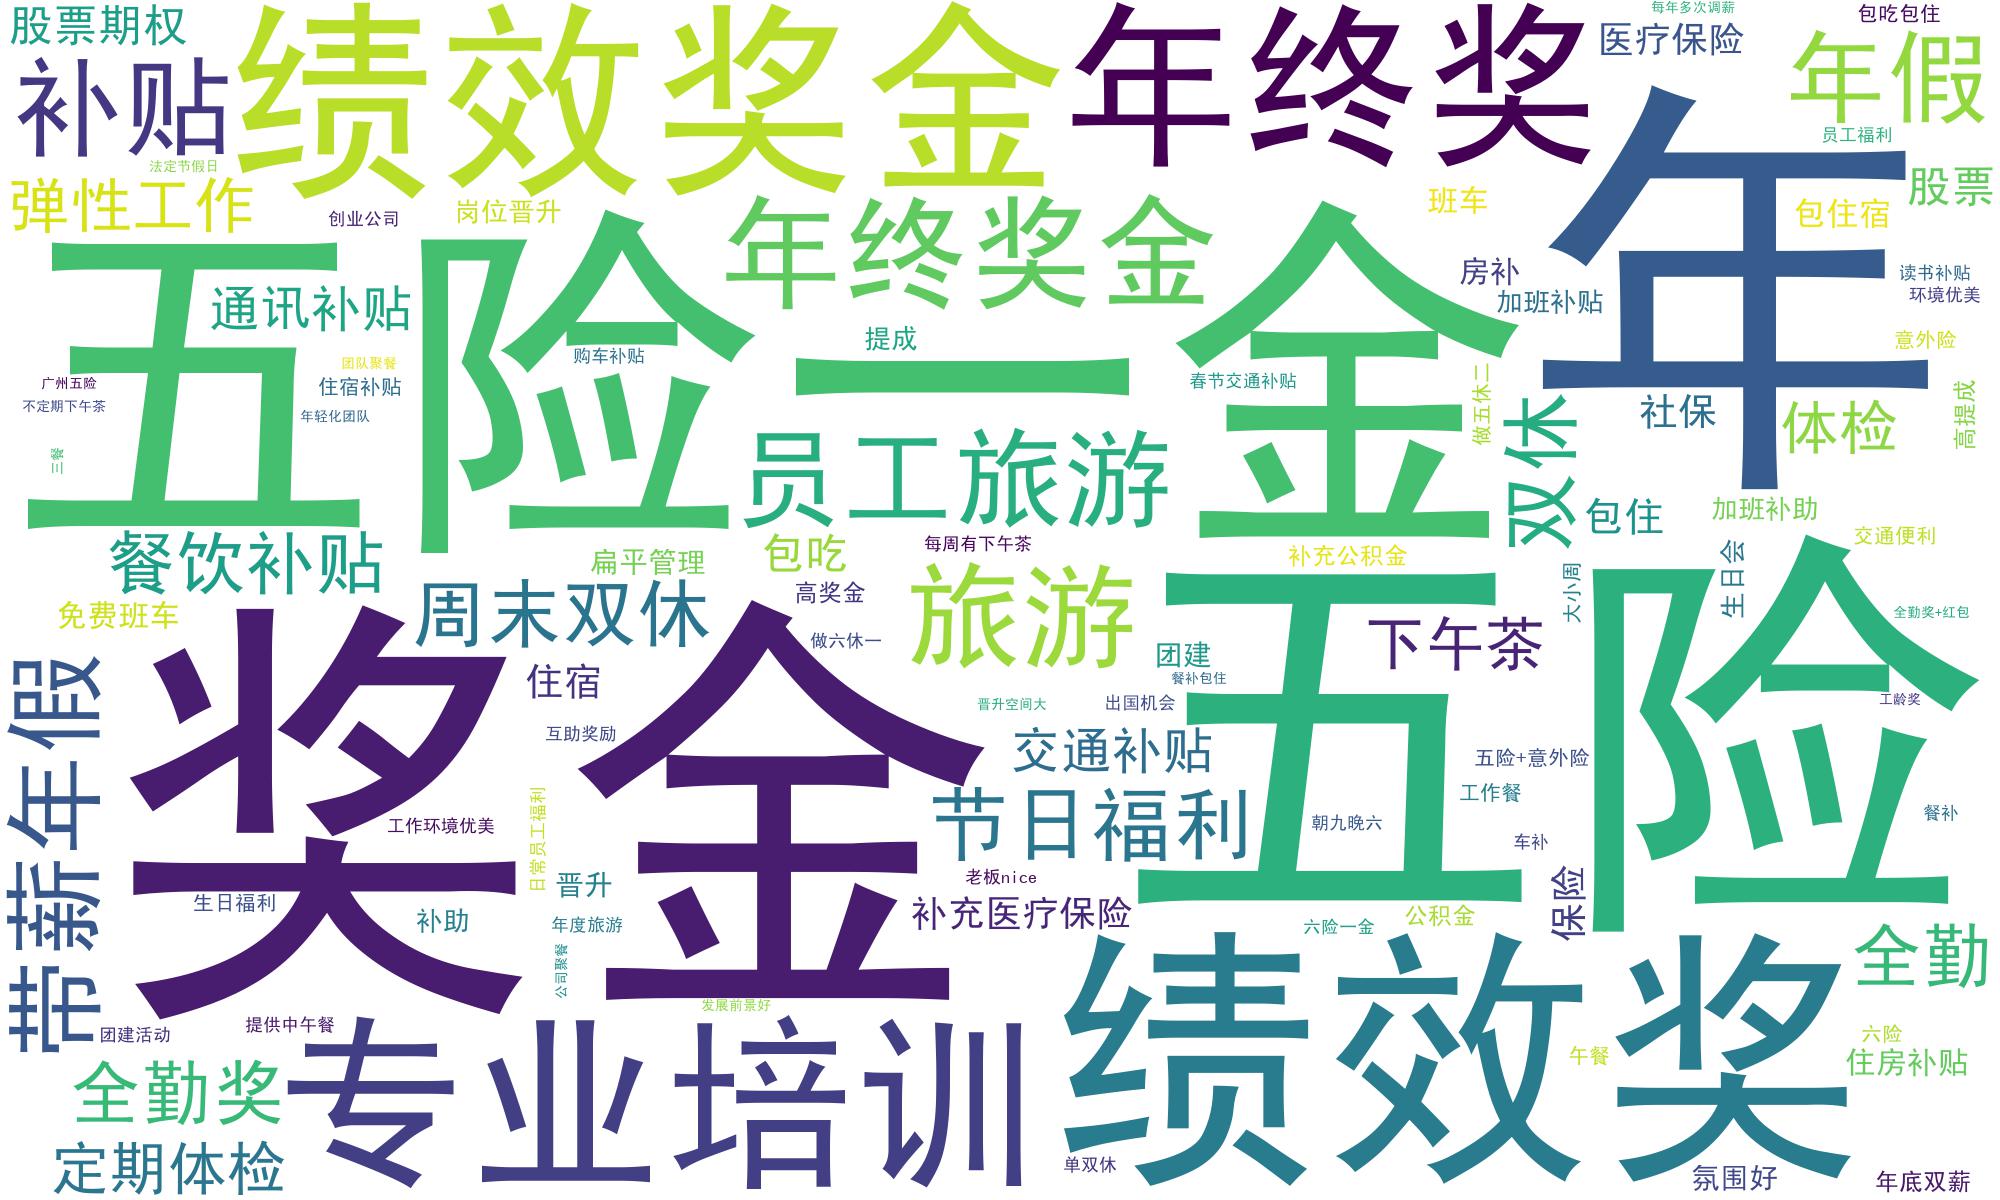 股票期权
绩效奖金
年终奖
每年多次调薪
包吃包住
医疗保险
年假
补贴
年
员工福利
法定节假日
弹性工作
创业公司
岗位晋升
年终奖金
班车
包住宿
股票
五险一金
通讯补贴
提成
房补
加班补贴
读书补贴
环境优美
意外险
购车补贴
团队聚餐
广州五险
住宿补贴
不定期下午茶
年轻化团队
春节交通补贴
做五休二
社保
体检
高提成
三餐
员工旅游
双休
包住
加班补助
交通便利
餐饮补贴
扁平管理
包吃
每周有下午茶
补充公积金
生日会
大小周
五险
免费班车
周末双休
高奖金
旅游
下午茶
全勤奖+红包
奖金
做六休一
住宿
团建
餐补包住
带薪年假
互助奖励
晋升空间大
出国机会
工龄奖
交通补贴
五险+意外险
工作餐
节日福利
工作环境优美
日常员工福利
朝九晚六
车补
餐补
晋升
老板nice
保险
生日福利
补助
年度旅游
补充医疗保险
六险一金
公积金
全勤
公司聚餐
绩效奖
发展前景好
团建活动
提供中午餐
专业培训
午餐
六险
住房补贴
全勤奖
定期体检
单双休
氛围好
年底双薪